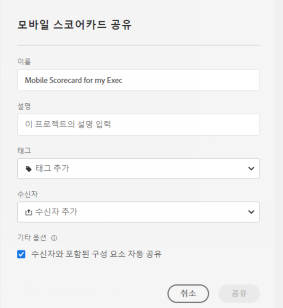 모바일 스코어카드 공유
이름
Mobile Scorecard for my Exec
설명
이 프로젝트의 설명 입력
태그
태그 추가
수신자
수신자 추가
기타 옵션
수신자와 포함된 구성 요소 자동 공유
취소
공유